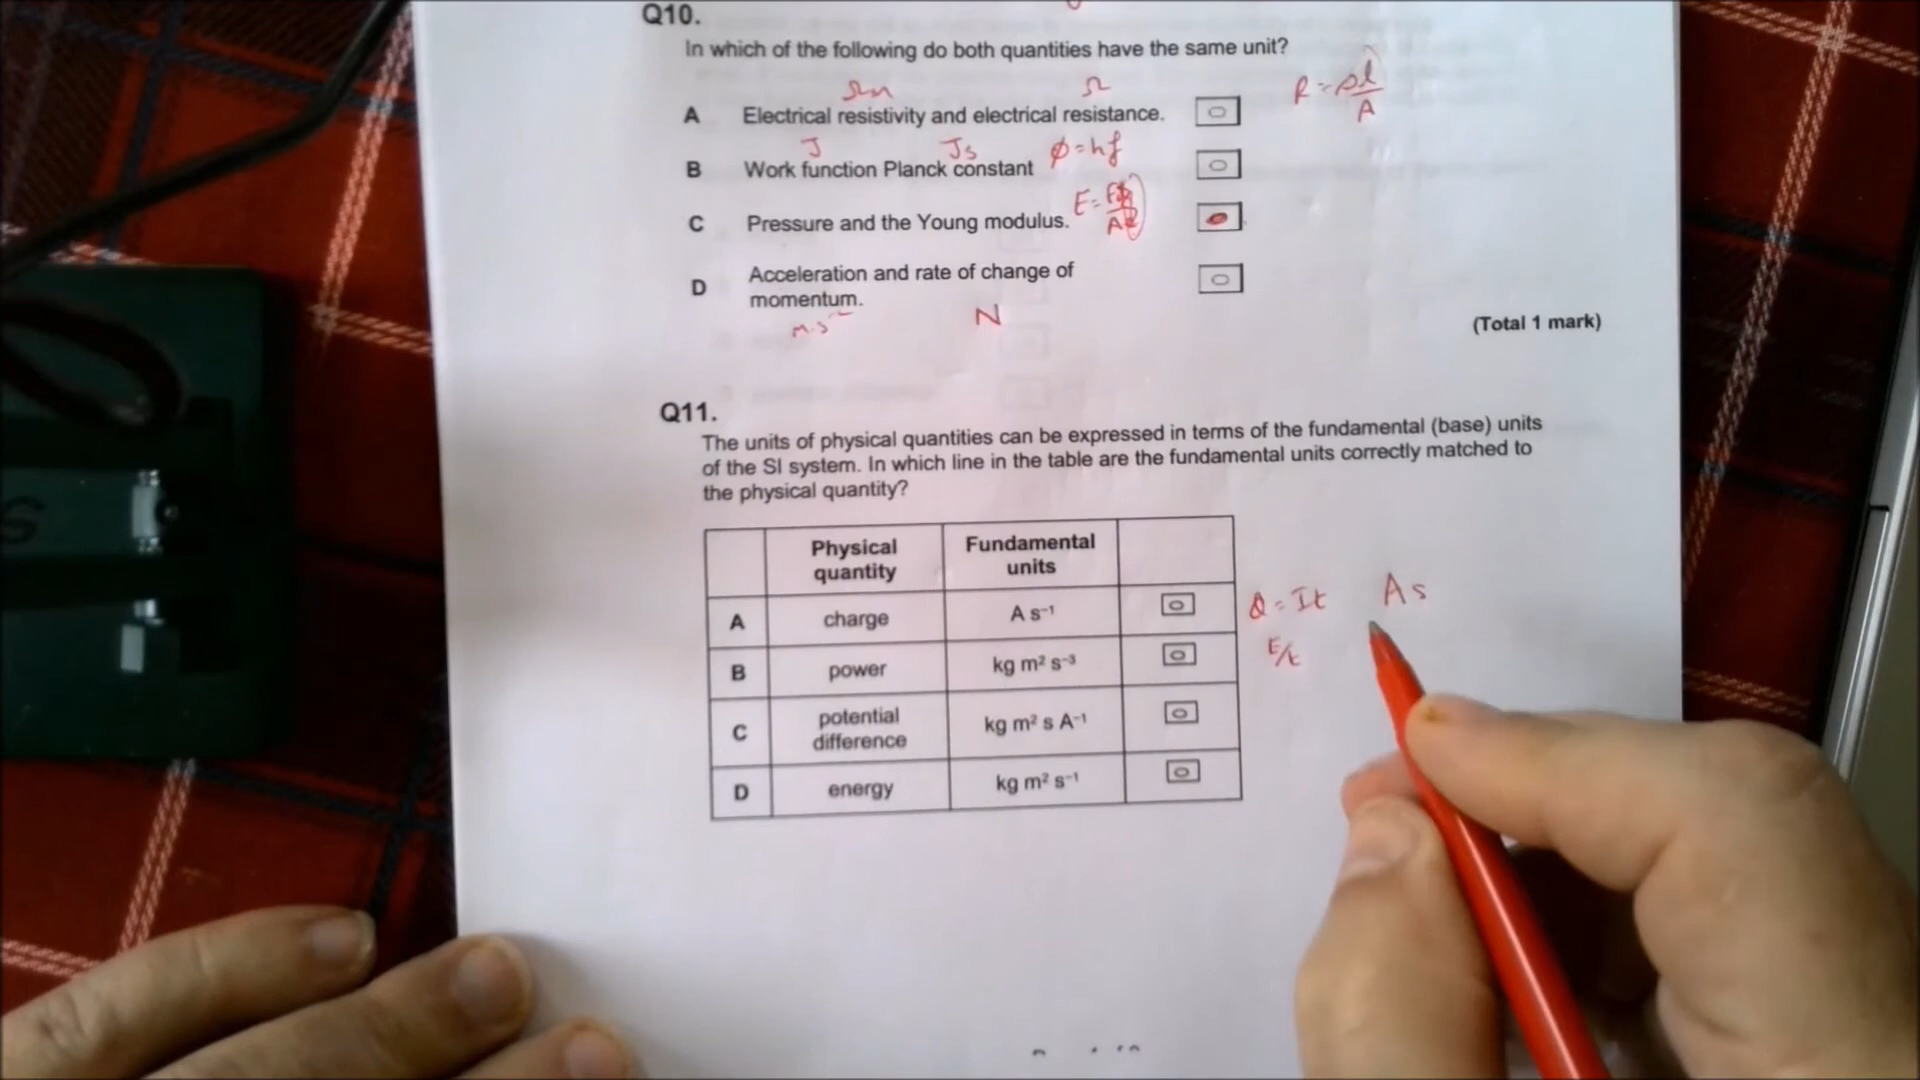 Q10.
In which of the following do both quantities have the same unit?
Ωm Ω R = ρl/A
A Electrical resistivity and electrical resistance.
J Js φ=hf
B Work function Planck constant
C Pressure and the Young modulus.
D Acceleration and rate of change of
momentum.
m.s⁻² N
(Total 1 mark)
Q11.
The units of physical quantities can be expressed in terms of the fundamental (base) units
of the SI system. In which line in the table are the fundamental units correctly matched to
the physical quantity?
Physical quantity Fundamental units
A charge A s⁻¹ Q = It As
B power kg m² s⁻³ E/t
C potential difference kg m² s A⁻¹
D energy kg m² s⁻¹